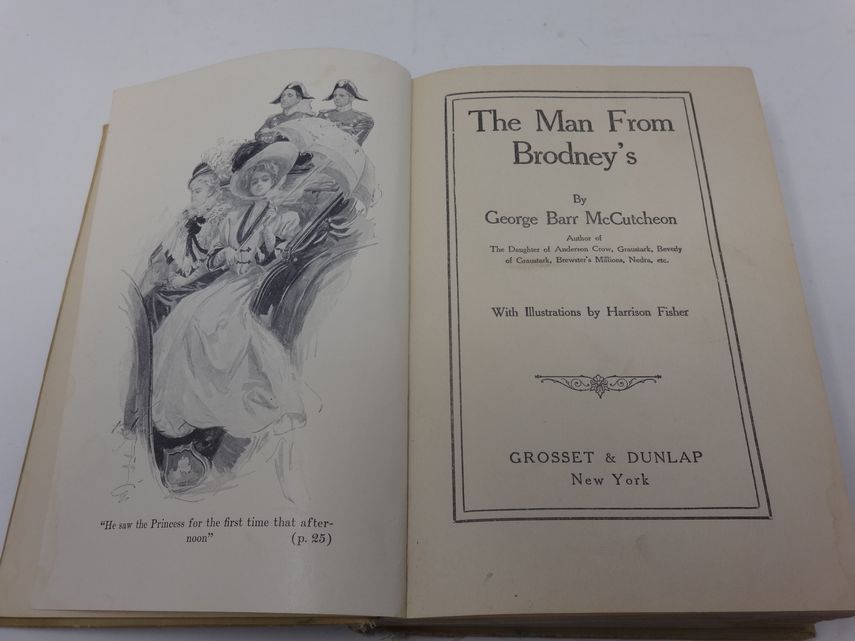 "He saw the Princess for the first time that after-
noon" (p. 25)
The Man From
Brodney's
By
George Barr McCutcheon
Author of
The Daughter of Anderson Crow, Graustark, Beverly
of Graustark, Brewster's Millions, Nedra, etc.
With Illustrations by Harrison Fisher
GROSSET & DUNLAP
New York